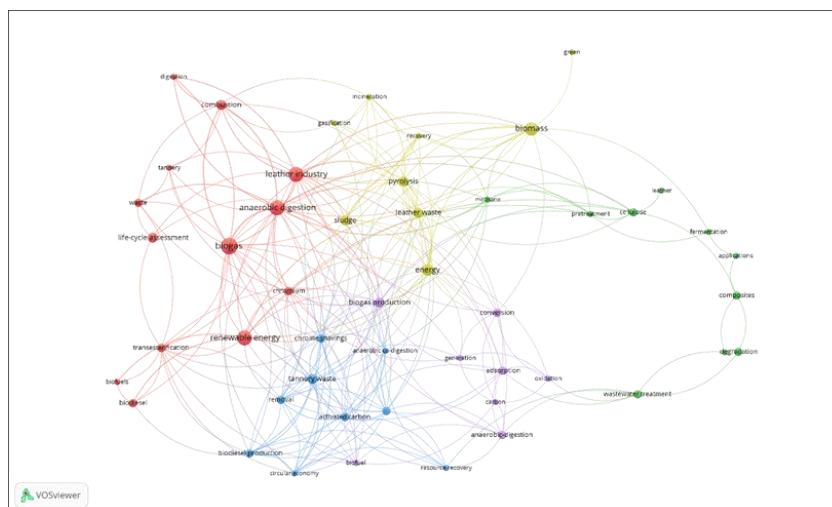 green
digestion
incineration
combustion
gasification
biomass
recovery
tannery
leather industry
pyrolysis
leather
waste
anaerobic digestion
methane
leather waste
pretreatment
cellulose
sludge
life-cycle assessment
biogas
fermentation
applications
energy
chromium
composites
biogas production
conversion
renewable energy
chrome shavings
transesterification
anaerobic co-digestion
generation
degradation
adsorption
biofuels
tannery waste
oxidation
wastewater treatment
biodiesel
removal
carbon
activated carbon
anaerobic-digestion
biodiesel production
biofuel
resource recovery
circular economy
VOSviewer